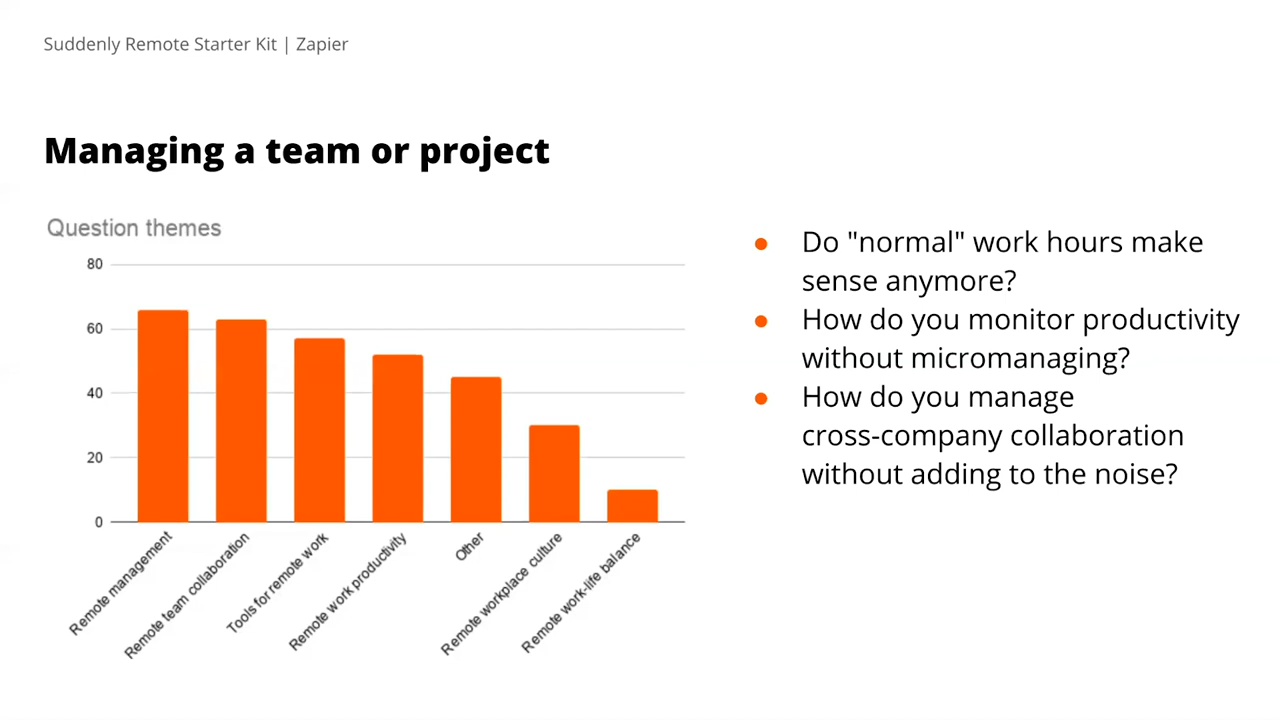 Suddenly Remote Starter Kit | Zapier
Managing a team or project
Question themes
80
60
40
20
0
Remote management
Remote team collaboration
Tools for remote work
Remote work productivity
Other
Remote workplace culture
Remote work-life balance
● Do "normal" work hours make
sense anymore?
● How do you monitor productivity
without micromanaging?
● How do you manage
cross-company collaboration
without adding to the noise?